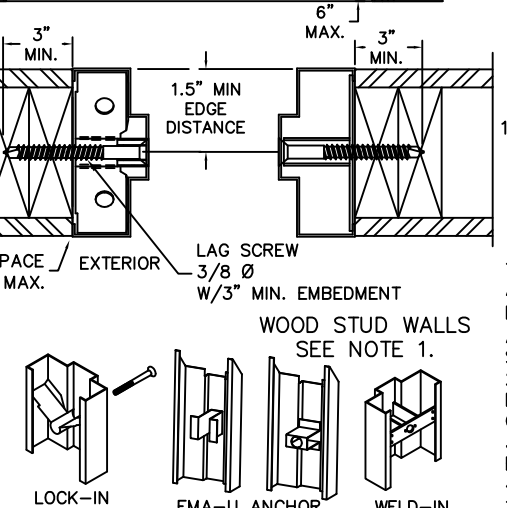 6"
MAX.
3"
MIN.
3"
MIN.
1.5" MIN
EDGE
DISTANCE
1
MAX.
EXTERIOR
LAG SCREW
3/8 Ø
W/3" MIN. EMBEDMENT
WOOD STUD WALLS
SEE NOTE 1.
LOCK-IN
EMA-U ANCHOR
WELD-IN